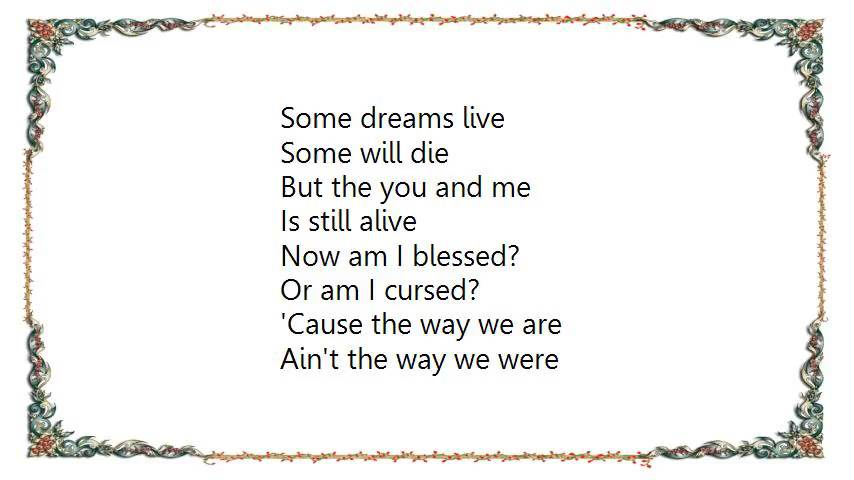 Some dreams live
Some will die
But the you and me
Is still alive
Now am I blessed?
Or am I cursed?
'Cause the way we are
Ain't the way we were